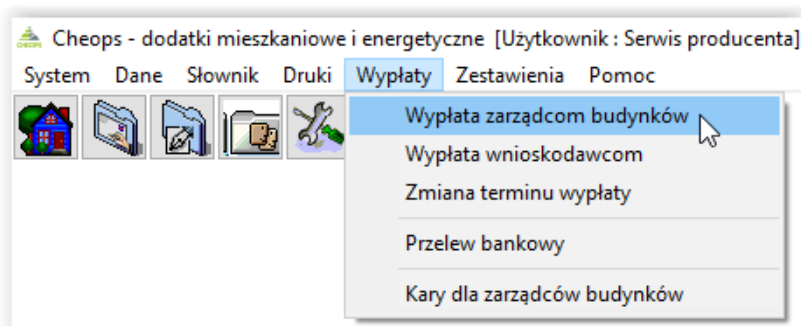 CHEOPS Cheops - dodatki mieszkaniowe i energetyczne [Użytkownik : Serwis producenta]
System Dane Słownik Druki Wypłaty Zestawienia Pomoc
Wypłata zarządcom budynków
Wypłata wnioskodawcom
Zmiana terminu wypłaty
Przelew bankowy
Kary dla zarządców budynków